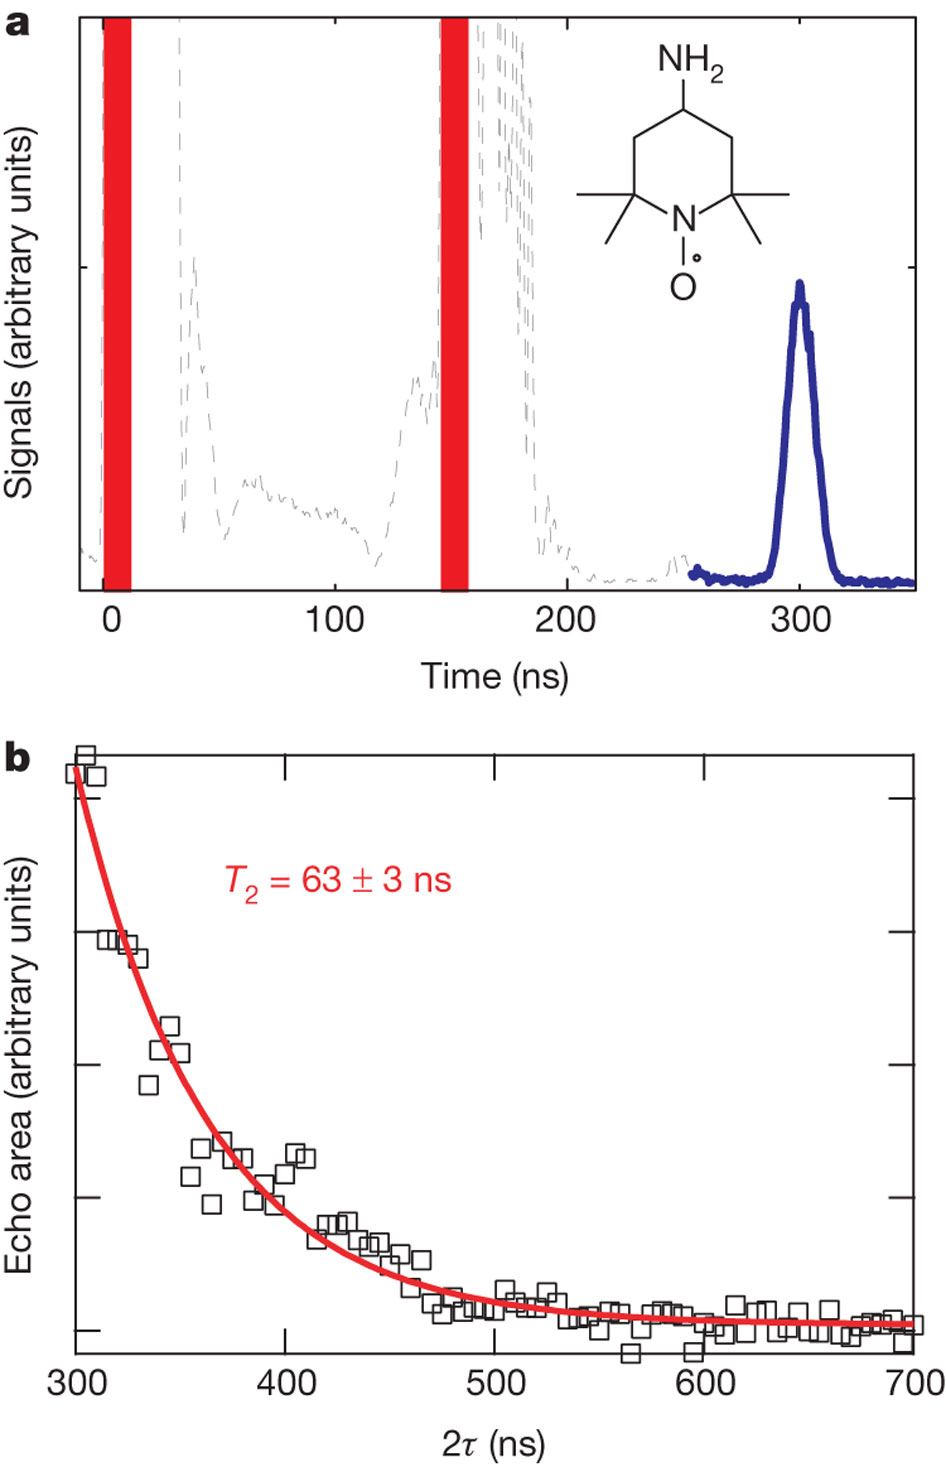 a
Signals (arbitrary units)
NH2
N
O
0 100 200 300
Time (ns)
b
Echo area (arbitrary units)
T2 = 63 ± 3 ns
300 400 500 600 700
2τ (ns)